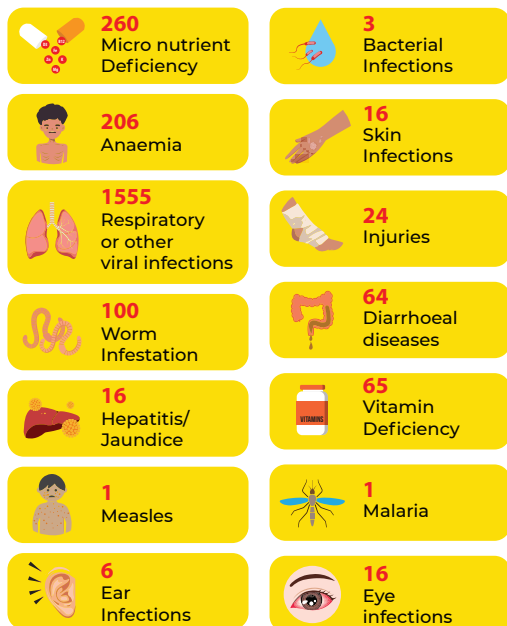 260
Micro nutrient
Deficiency
206
Anaemia
1555
Respiratory
or other
viral infections
100
Worm
Infestation
16
Hepatitis/
Jaundice
1
Measles
6
Ear
Infections
3
Bacterial
Infections
16
Skin
Infections
24
Injuries
64
Diarrhoeal
diseases
65
Vitamin
Deficiency
VITAMINS
1
Malaria
16
Eye
infections